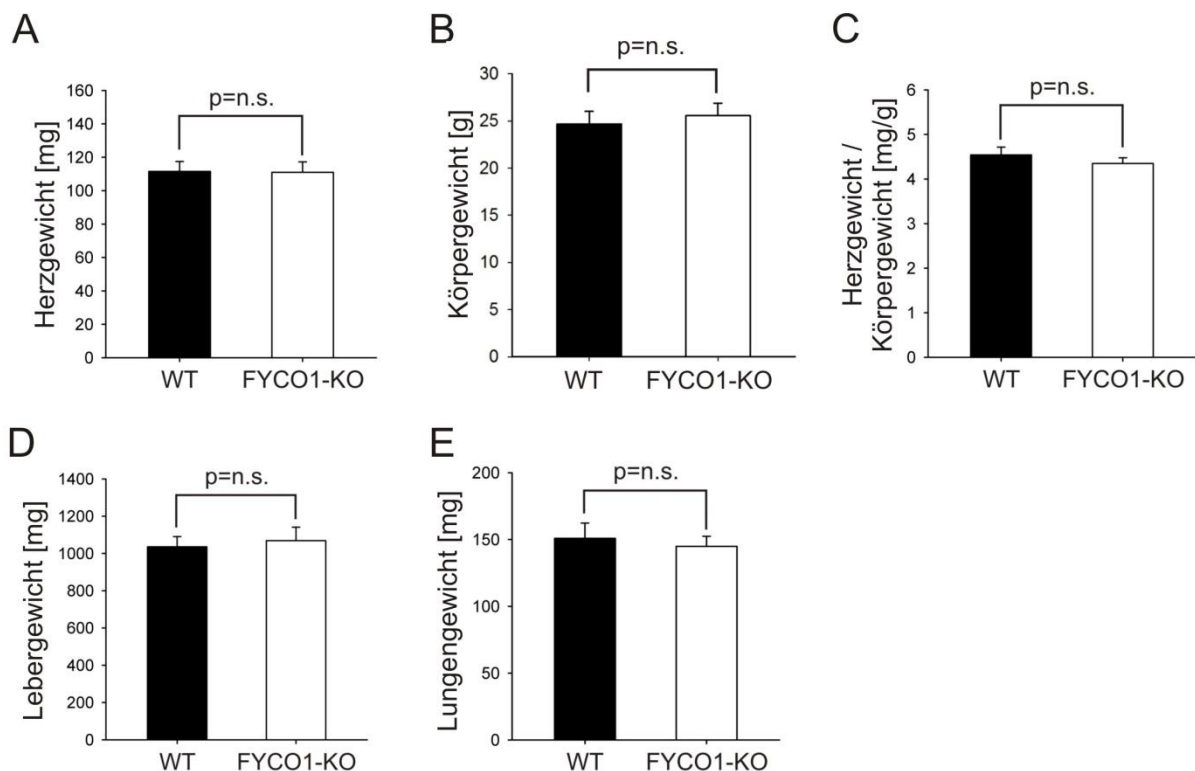 A
p=n.s.
Herzgewicht [mg]
160
140
120
100
80
60
40
20
0
WT FYCO1-KO
B
p=n.s.
Körpergewicht [g]
30
25
20
15
10
5
0
WT FYCO1-KO
C
p=n.s.
Herzgewicht /
Körpergewicht [mg/g]
6
5
4
3
2
1
0
WT FYCO1-KO
D
p=n.s.
Lebergewicht [mg]
1400
1200
1000
800
600
400
200
0
WT FYCO1-KO
E
p=n.s.
Lungengewicht [mg]
200
150
100
50
0
WT FYCO1-KO